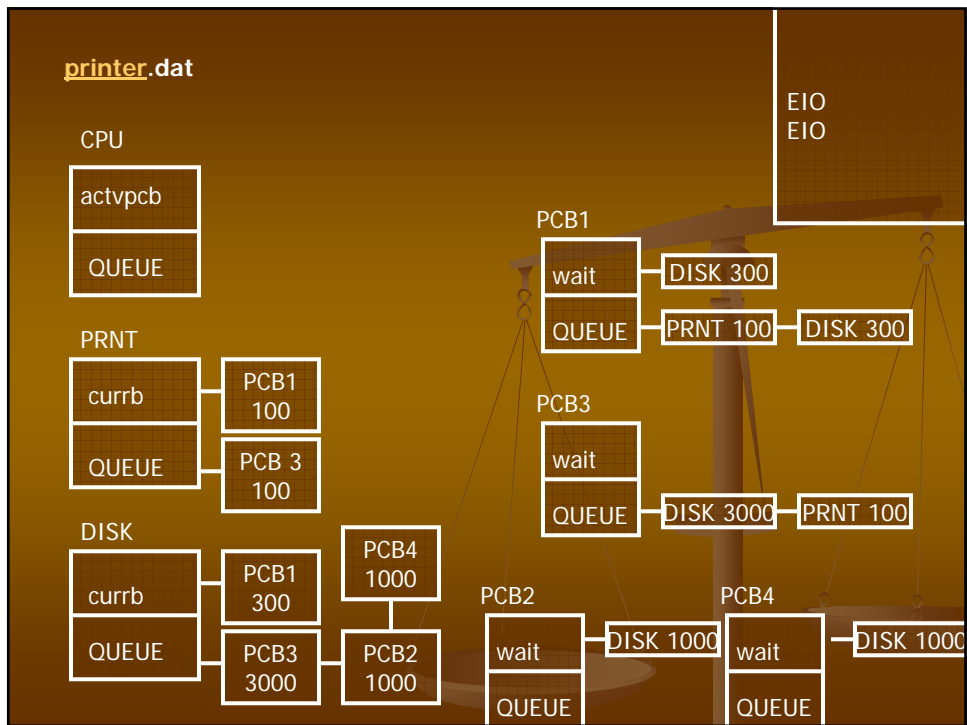 printer.dat
EIO
EIO
CPU
actvpcb
QUEUE
PRNT
currb
PCB1
100
QUEUE
PCB 3
100
DISK
currb
PCB1
300
PCB4
1000
QUEUE
PCB3
3000
PCB2
1000
PCB1
wait
DISK 300
QUEUE
PRNT 100
DISK 300
PCB3
wait
QUEUE
DISK 3000
PRNT 100
PCB2
wait
DISK 1000
QUEUE
PCB4
wait
DISK 1000
QUEUE